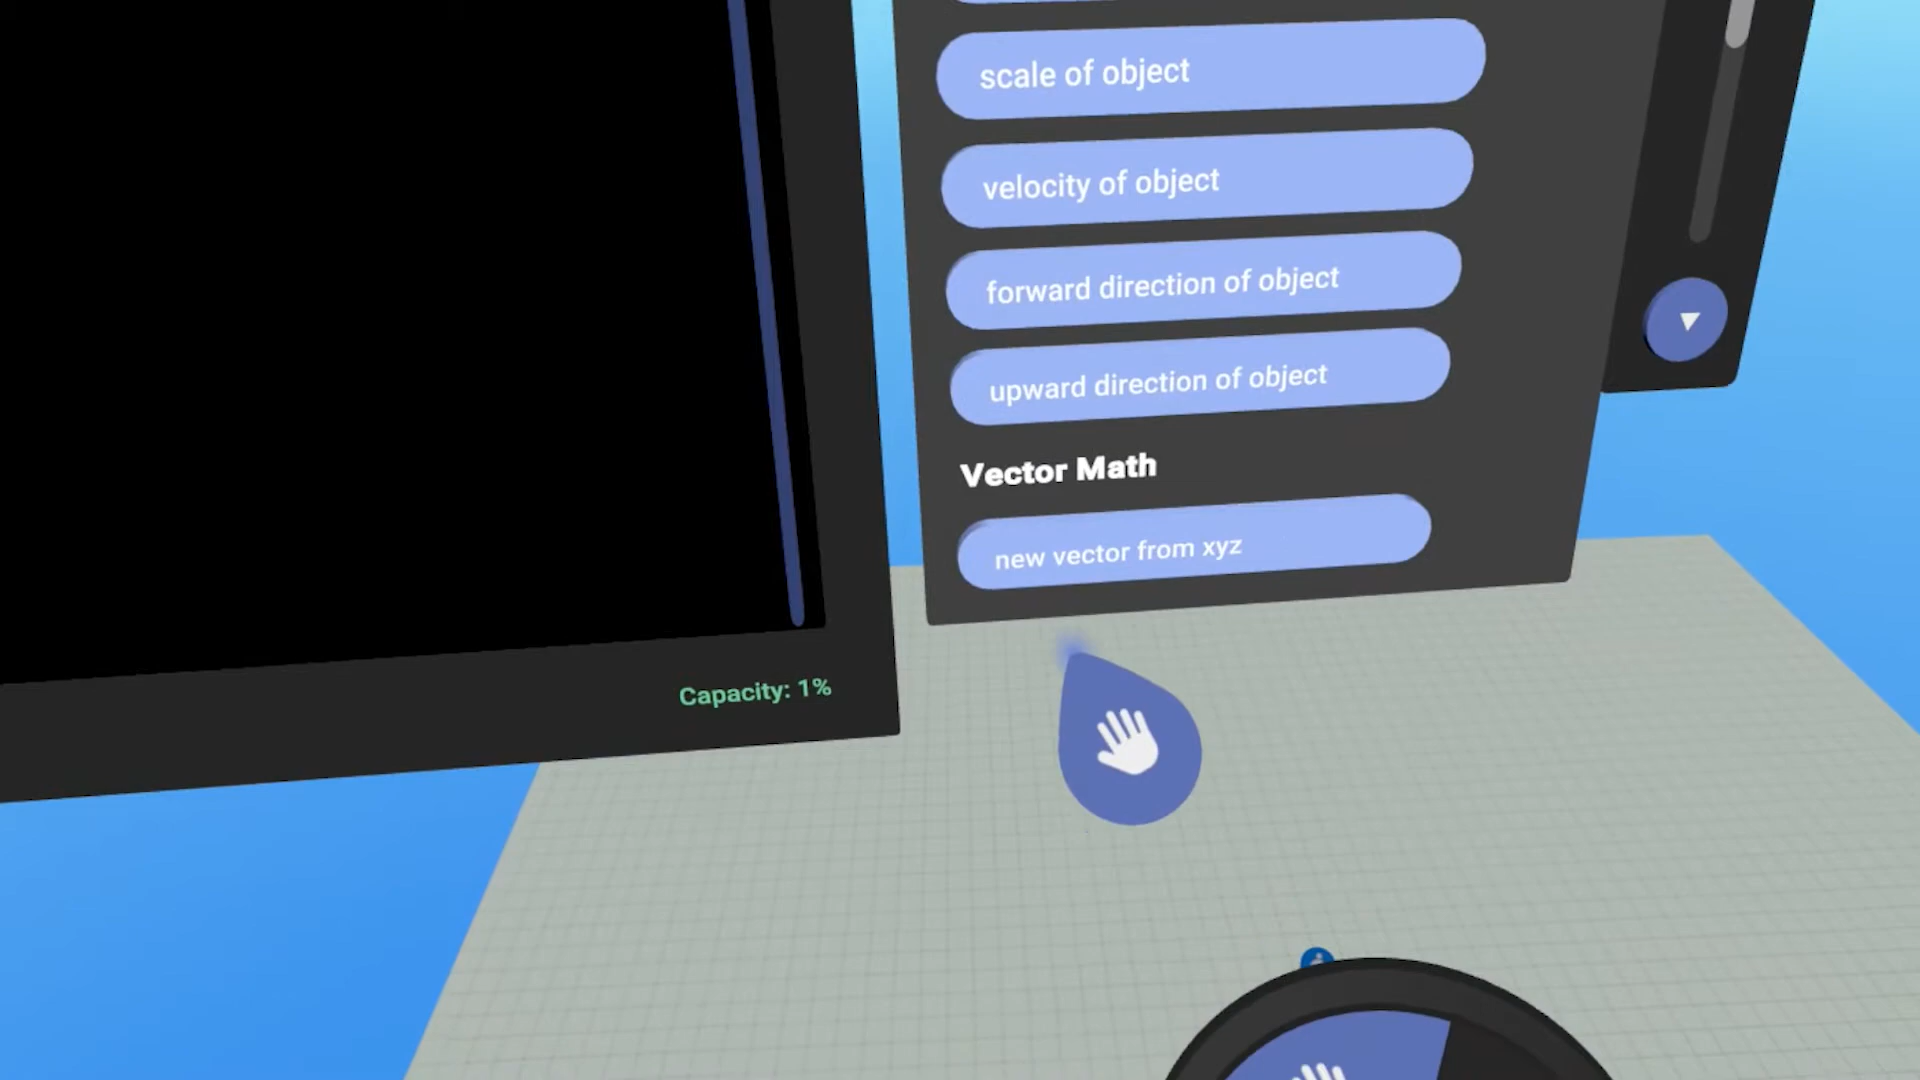 scale of object
velocity of object
forward direction of object
upward direction of object
Vector Math
new vector from xyz
Capacity: 1%